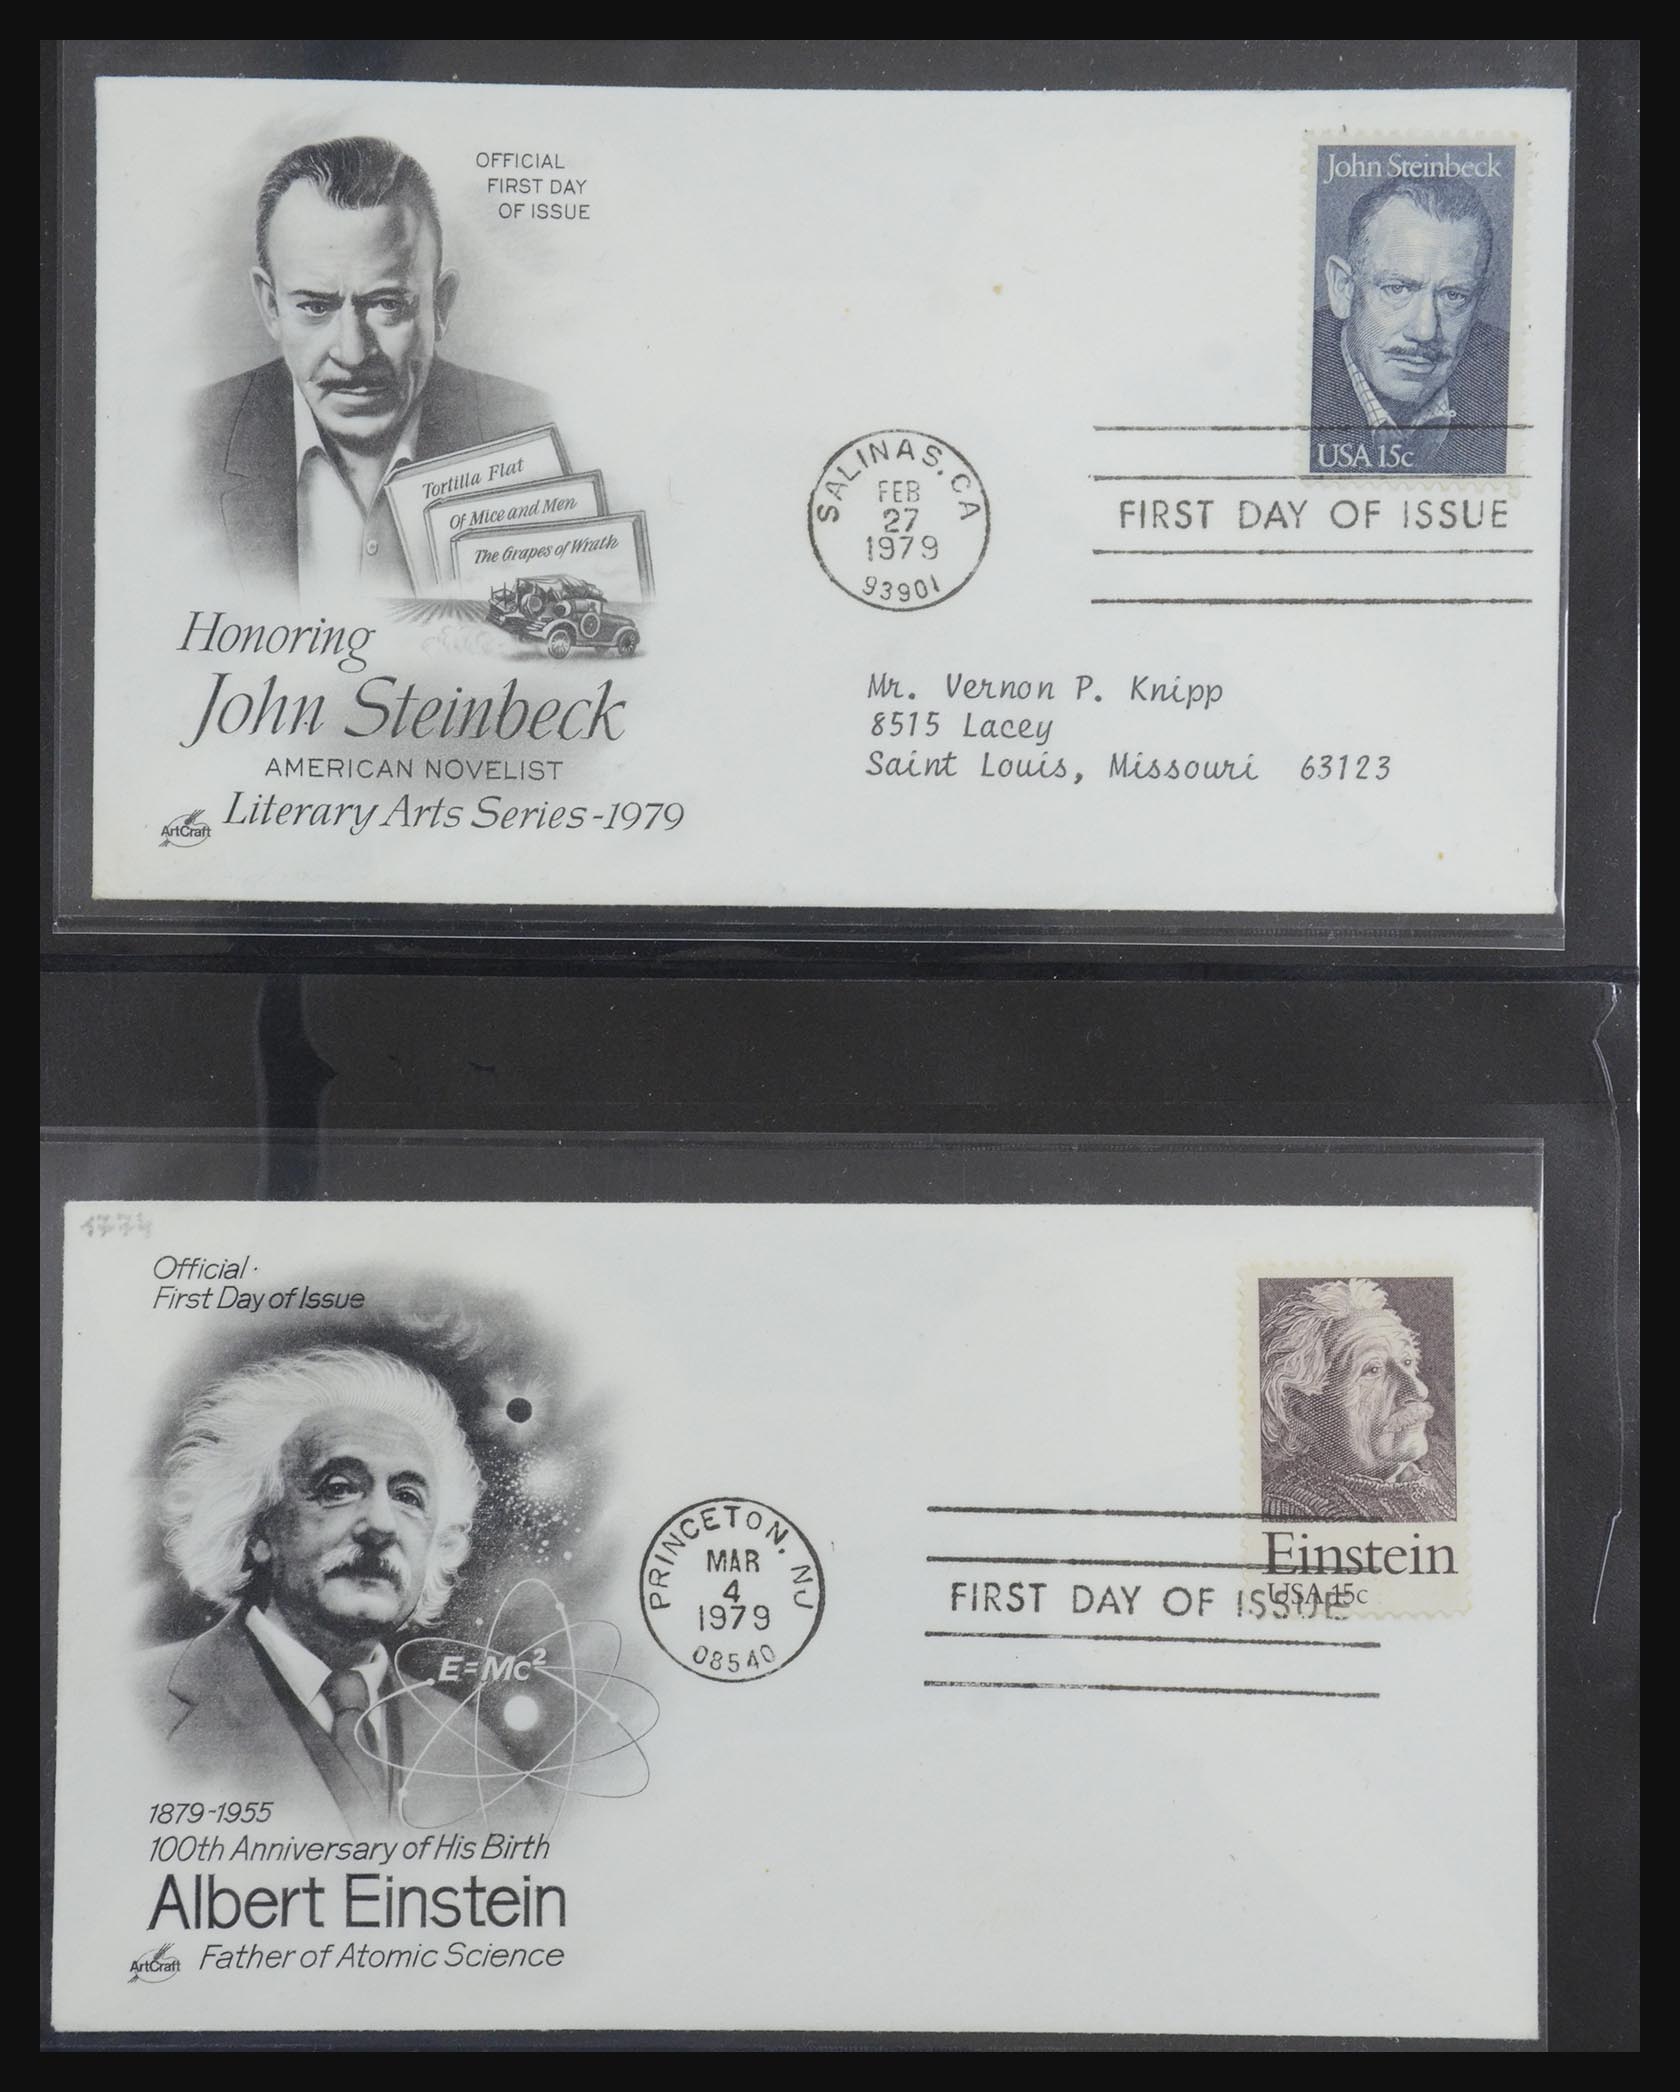 OFFICIAL
FIRST DAY
OF ISSUE
John Steinbeck
USA 15c
Tortilla Flat
Of Mice and Men
The Grapes of Wrath
SALINAS, CA
FEB
27
1979
93901
FIRST DAY OF ISSUE
Honoring
John Steinbeck
AMERICAN NOVELIST
Literary Arts Series-1979
ArtCraft
Mr. Vernon P. Knipp
8515 Lacey
Saint Louis, Missouri 63123
Official
First Day of Issue
Einstein
USA 15c
PRINCETON, NJ
MAR
4
1979
08540
FIRST DAY OF ISSUE
E=Mc²
1879-1955
100th Anniversary of His Birth
Albert Einstein
Father of Atomic Science
ArtCraft